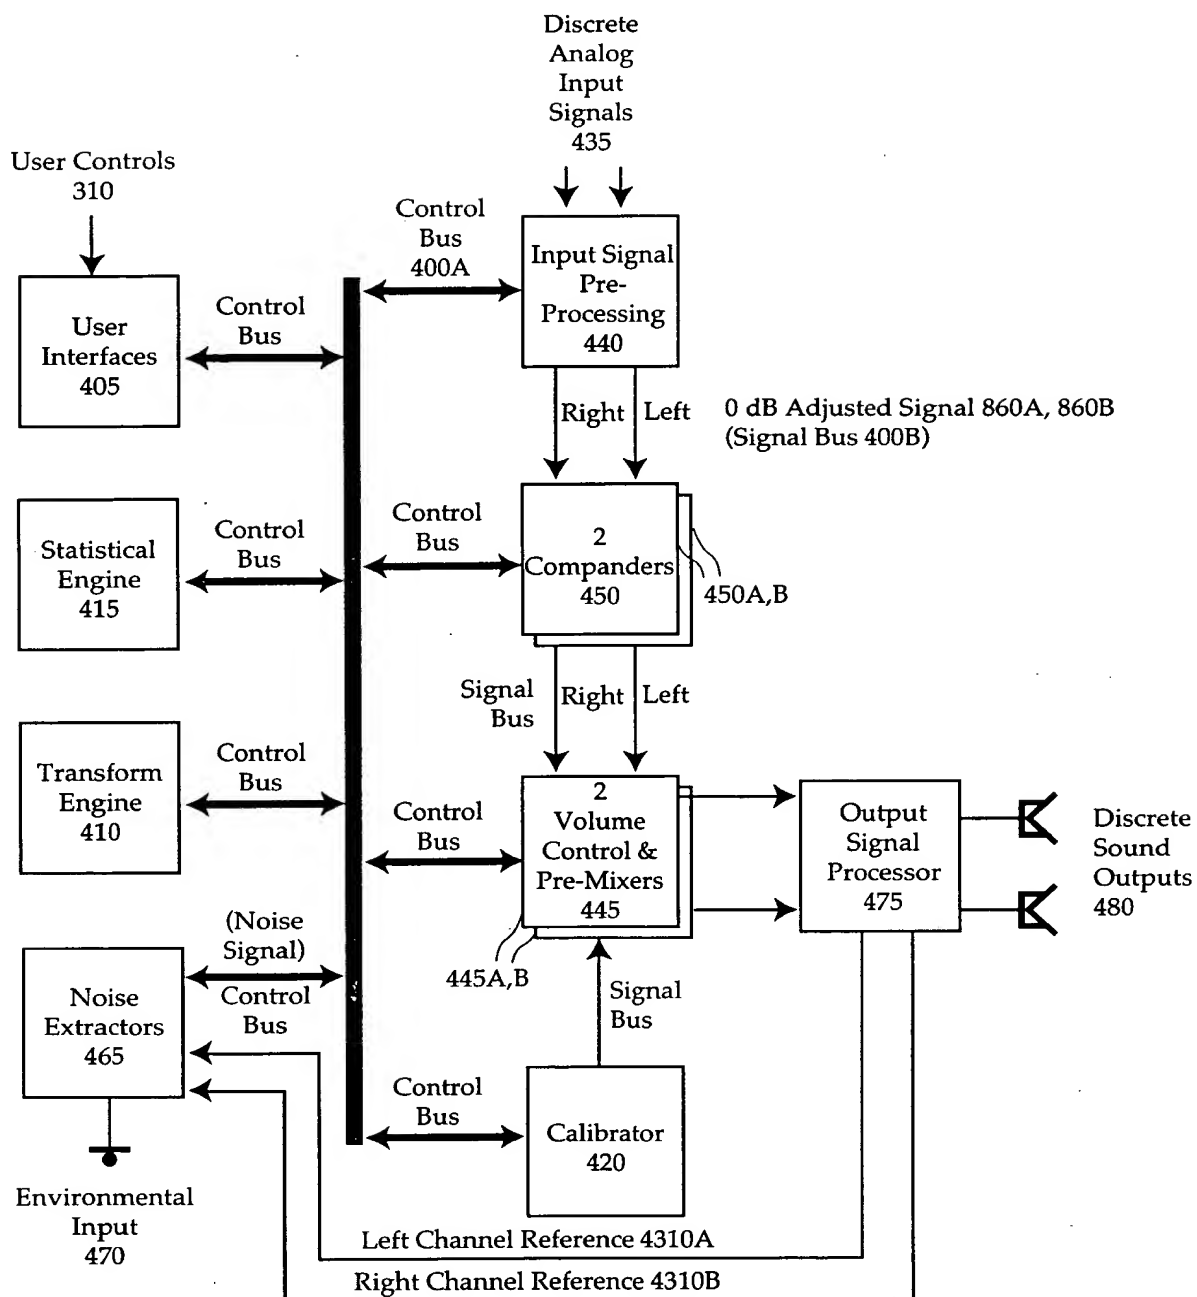 Discrete
Analog
Input
Signals
435
User Controls
310
Control
Bus
400A
Input Signal
Pre-
Processing
440
User
Interfaces
405
Control
Bus
Right
Left
0 dB Adjusted Signal 860A, 860B
(Signal Bus 400B)
Statistical
Engine
415
Control
Bus
Control
Bus
2
Companders
450
450A,B
Signal
Bus
Right
Left
Transform
Engine
410
Control
Bus
Control
Bus
2
Volume
Control &
Pre-Mixers
445
445A,B
Output
Signal
Processor
475
Discrete
Sound
Outputs
480
Noise
Extractors
465
(Noise
Signal)
Control
Bus
Signal
Bus
Control
Bus
Calibrator
420
Environmental
Input
470
Left Channel Reference 4310A
Right Channel Reference 4310B